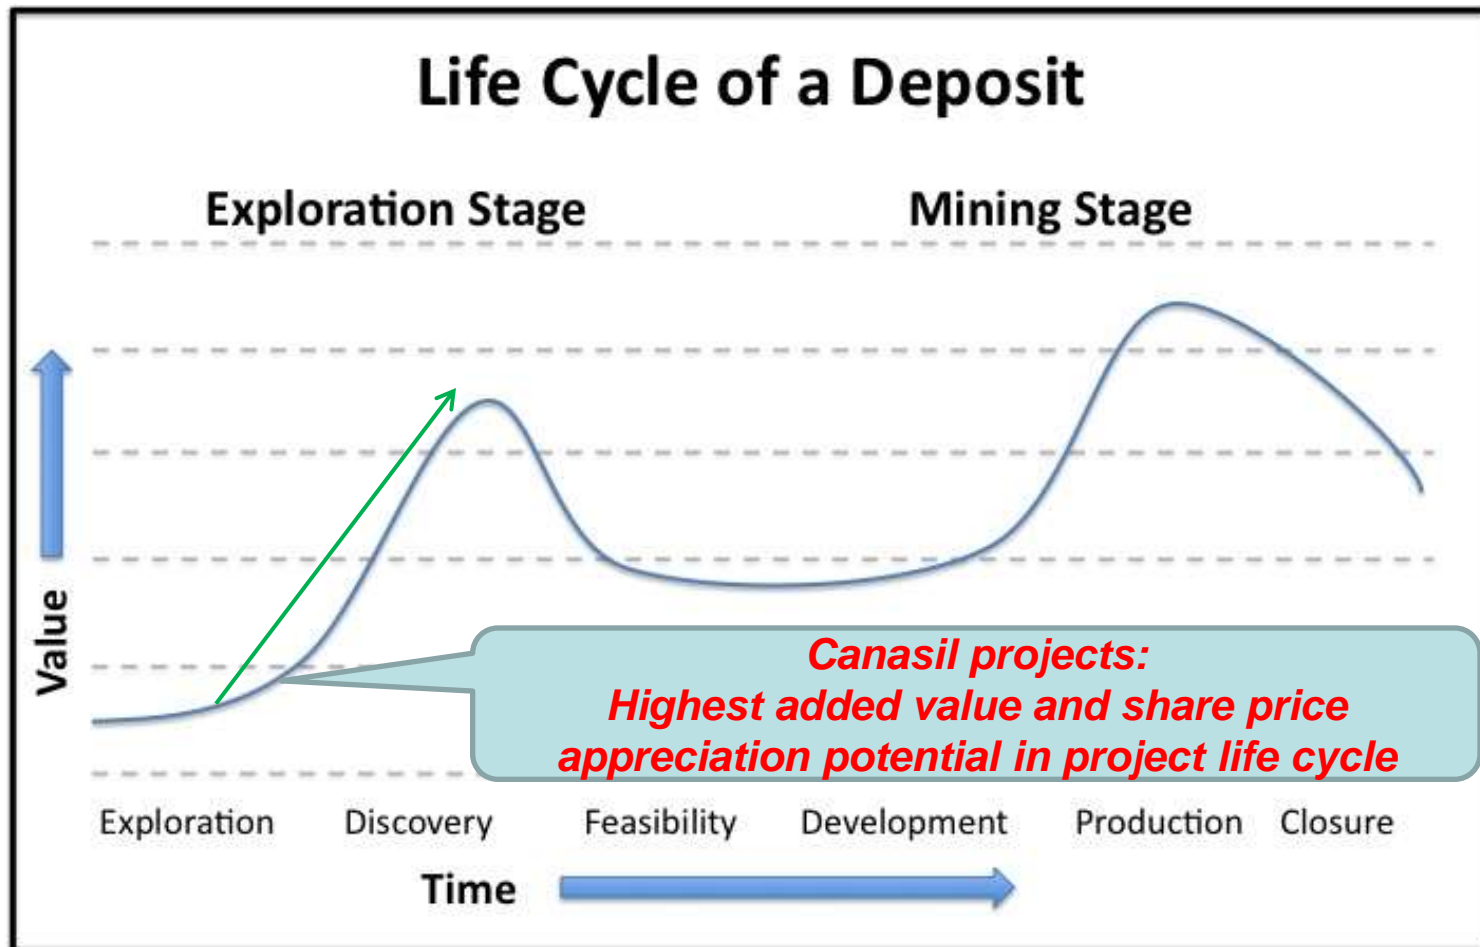 Life Cycle of a Deposit
Exploration Stage
Mining Stage
Value
Canasil projects:
Highest added value and share price
appreciation potential in project life cycle
Exploration
Discovery
Feasibility
Development
Production
Closure
Time